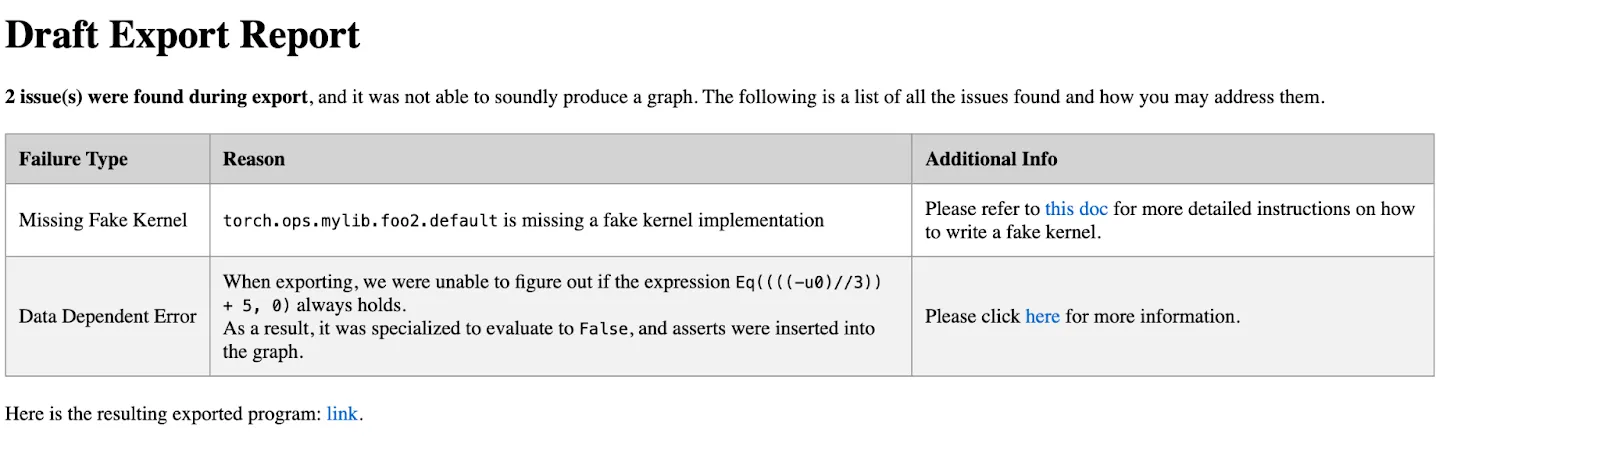 Draft Export Report
2 issue(s) were found during export, and it was not able to soundly produce a graph. The following is a list of all the issues found and how you may address them.
Failure Type Reason Additional Info
Missing Fake Kernel
torch.ops.mylib.foo2.default is missing a fake kernel implementation
Please refer to this doc for more detailed instructions on how
to write a fake kernel.
Data Dependent Error
When exporting, we were unable to figure out if the expression Eq((((-u0)//3))
+ 5, 0) always holds.
As a result, it was specialized to evaluate to False, and asserts were inserted into
the graph.
Please click here for more information.
Here is the resulting exported program: link.